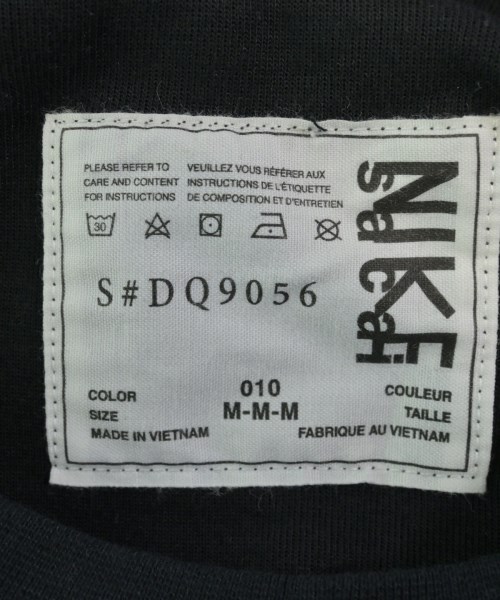 PLEASE REFER TO
CARE AND CONTENT
FOR INSTRUCTIONS
VEUILLEZ VOUS RÉFÉRER AUX
INSTRUCTIONS DE L'ÉTIQUETTE
DE COMPOSITION ET D'ENTRETIEN
30
S#DQ9056
NIKE
sacai
COLOR 010 COULEUR
SIZE M-M-M TAILLE
MADE IN VIETNAM FABRIQUE AU VIETNAM